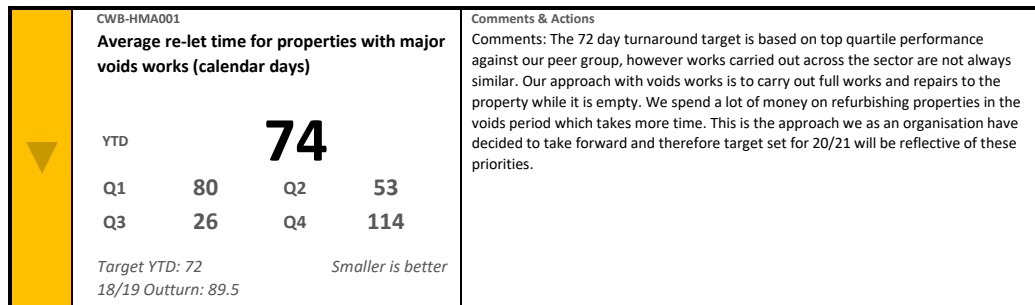 CWB-HMA001
Average re-let time for properties with major
voids works (calendar days)
YTD 74
Q1 80 Q2 53
Q3 26 Q4 114
Target YTD: 72 Smaller is better
18/19 Outturn: 89.5
Comments & Actions
Comments: The 72 day turnaround target is based on top quartile performance
against our peer group, however works carried out across the sector are not always
similar. Our approach with voids works is to carry out full works and repairs to the
property while it is empty. We spend a lot of money on refurbishing properties in the
voids period which takes more time. This is the approach we as an organisation have
decided to take forward and therefore target set for 20/21 will be reflective of these
priorities.